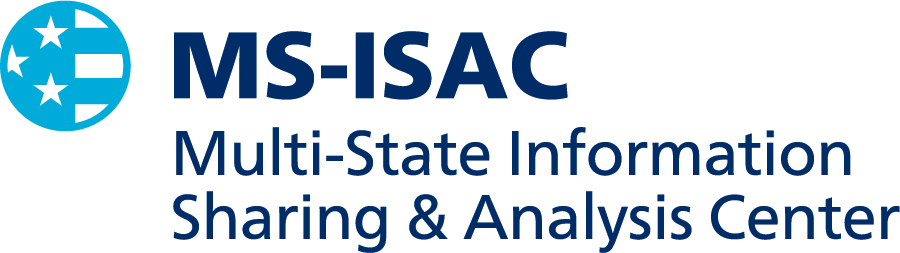 MS-ISAC
Multi-State Information
Sharing & Analysis Center